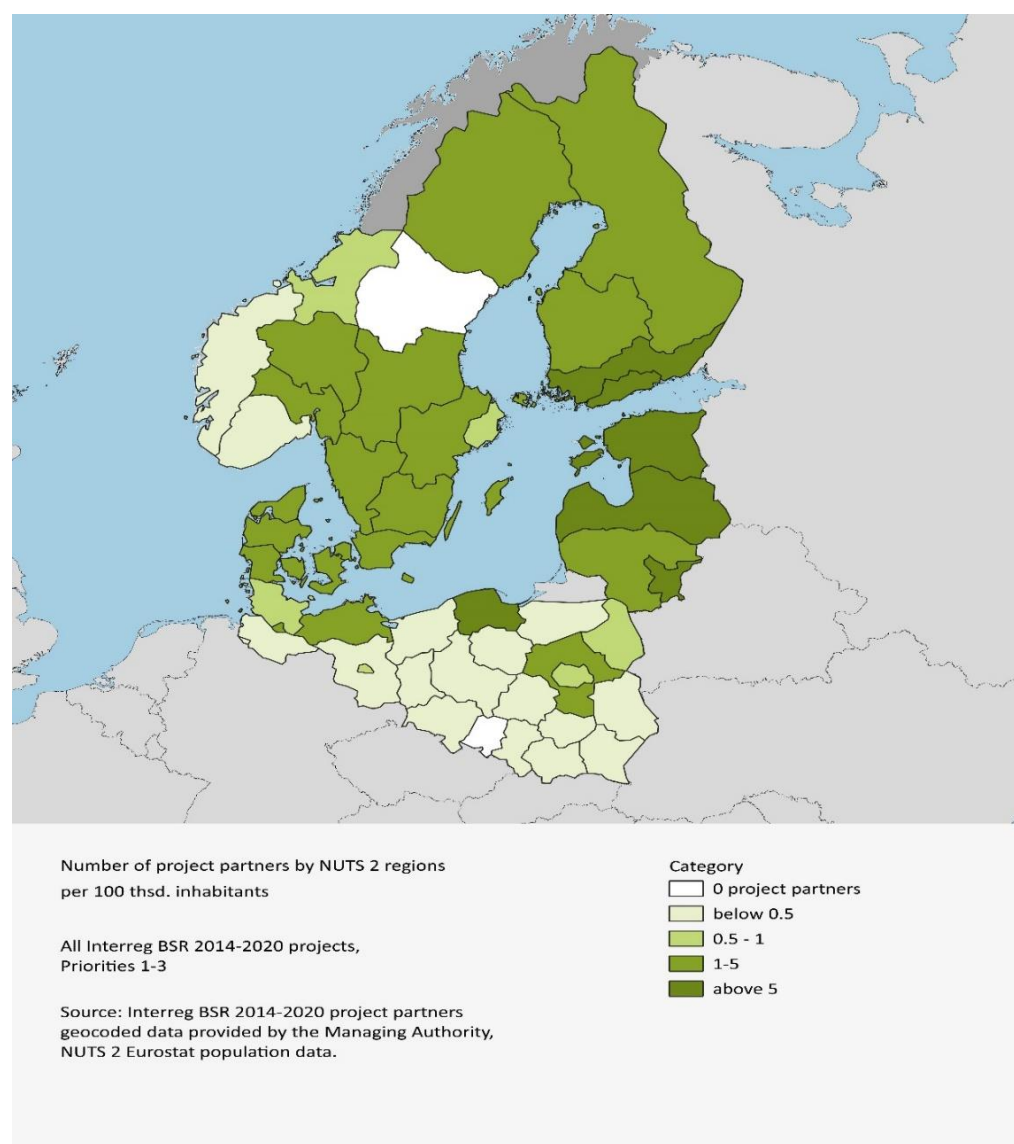 Number of project partners by NUTS 2 regions
per 100 thsd. inhabitants
All Interreg BSR 2014-2020 projects,
Priorities 1-3
Source: Interreg BSR 2014-2020 project partners
geocoded data provided by the Managing Authority,
NUTS 2 Eurostat population data.
Category
0 project partners
below 0.5
0.5 - 1
1-5
above 5